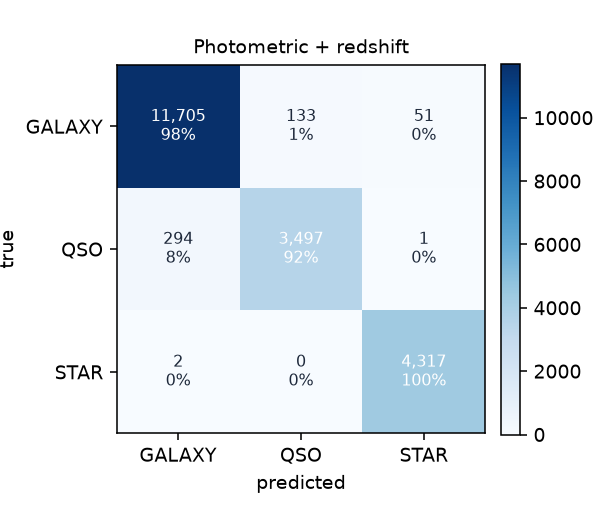 Photometric + redshift
GALAXY
11,705
98%
133
1%
51
0%
QSO
294
8%
3,497
92%
1
0%
STAR
2
0%
0
0%
4,317
100%
GALAXY
QSO
STAR
predicted
true
10000
8000
6000
4000
2000
0